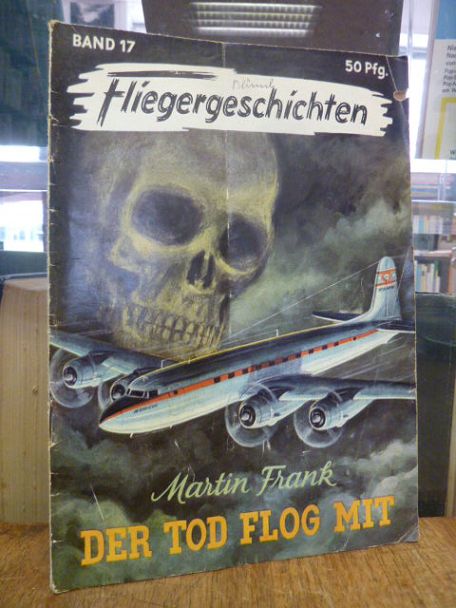 BAND 17
50 Pfg.
Fliegergeschichten
Martin Frank
DER TOD FLOG MIT